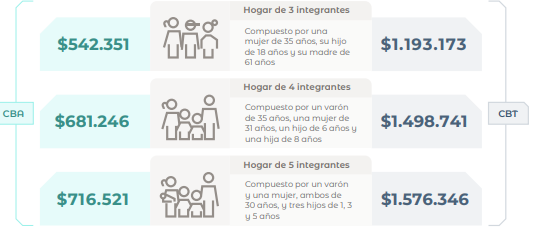 Hogar de 3 integrantes
$542.351
Compuesto por una
mujer de 35 años, su hijo
de 18 años y su madre de
61 años
$1.193.173
Hogar de 4 integrantes
CBA
$681.246
Compuesto por un varón
de 35 años, una mujer de
31 años, un hijo de 6 años y
una hija de 8 años
$1.498.741
CBT
Hogar de 5 integrantes
$716.521
Compuesto por un varón
y una mujer, ambos de
30 años, y tres hijos de 1, 3
y 5 años
$1.576.346